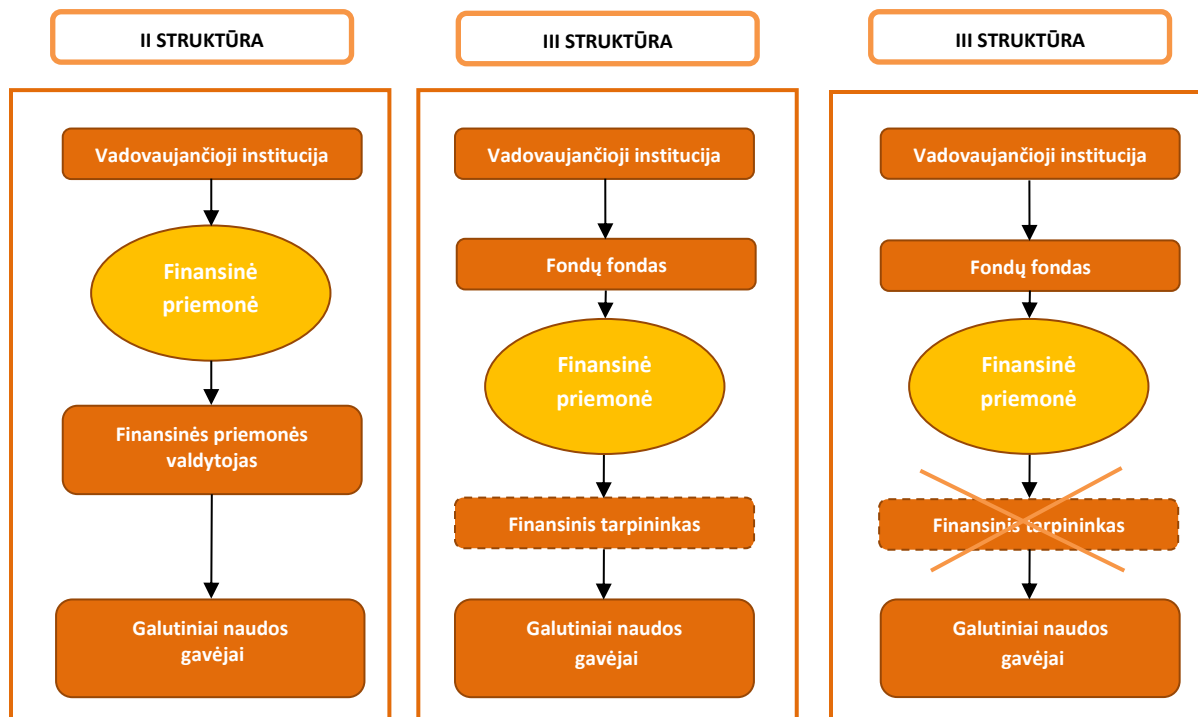 II STRUKTŪRA
Vadovaujančioji institucija
Finansinė
priemonė
Finansinės priemonės
valdytojas
Galutiniai naudos
gavėjai
III STRUKTŪRA
Vadovaujančioji institucija
Fondų fondas
Finansinė
priemonė
Finansinis tarpininkas
Galutiniai naudos
gavėjai
III STRUKTŪRA
Vadovaujančioji institucija
Fondų fondas
Finansinė
priemonė
Finansinis tarpininkas
Galutiniai naudos
gavėjai